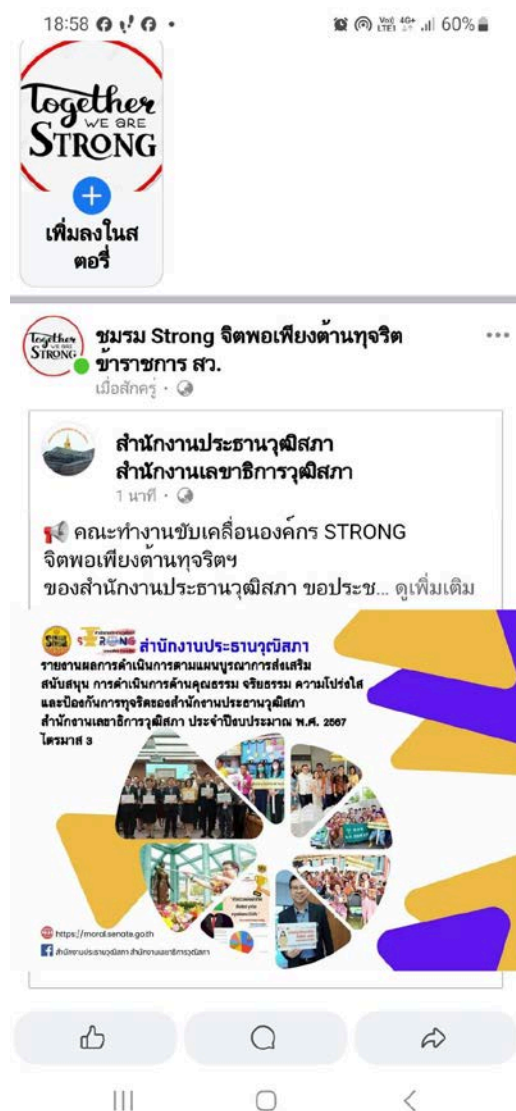 18:58
Vo)) 4G+
LTE1
60%
Together
WE ARE
STRONG
เพิ่มลงในส
ตอรี่
Together
WE ARE
STRONG
ชมรม Strong จิตพอเพียงต้านทุจริต
ข้าราชการ สว.
เมื่อสักครู่ ·
สำนักงานประธานวุฒิสภา
สำนักงานเลขาธิการวุฒิสภา
1 นาที ·
คณะทำงานขับเคลื่อนองค์กร STRONG
จิตพอเพียงต้านทุจริตฯ
ของสำนักงานประธานวุฒิสภา ขอประช... ดูเพิ่มเติม
STRONG สำนักงานประธานวุฒิสภา
รายงานผลการดำเนินการตามแผนบูรณาการส่งเสริม
สนับสนุน การดำเนินการด้านคุณธรรม จริยธรรม ความโปร่งใส
และป้องกันการทุจริตของสำนักงานประธานวุฒิสภา
สำนักงานเลขาธิการวุฒิสภา ประจำปีงบประมาณ พ.ศ. 2567
ไตรมาส 3
https://moral.senate.go.th
สำนักงานประธานวุฒิสภา สำนักงานเลขาธิการวุฒิสภา